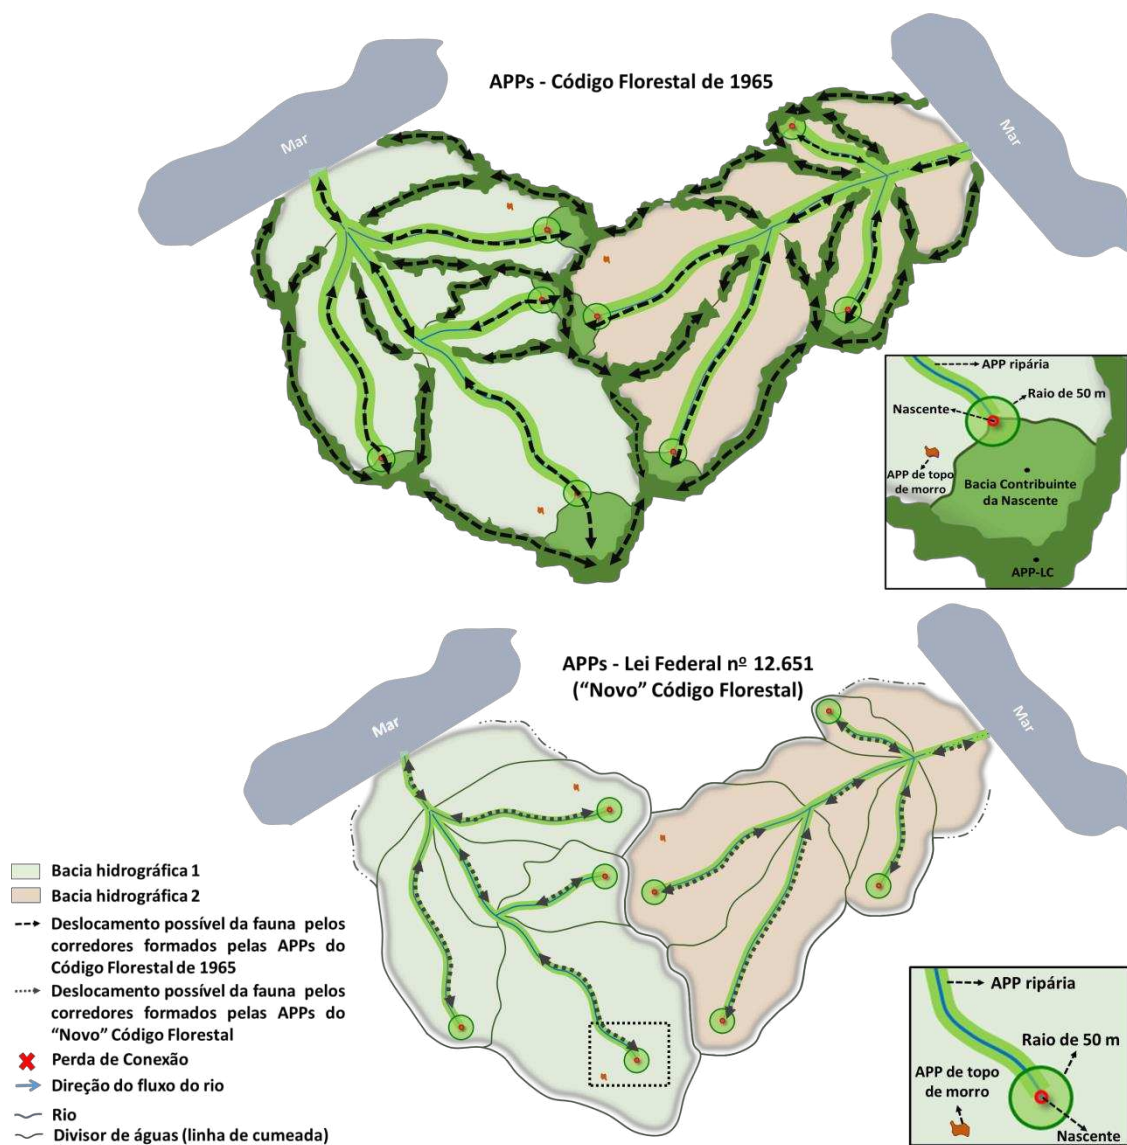 APPs - Código Florestal de 1965
Mar
Mar
APP ripária
Raio de 50 m
Nascente
APP de topo
de morro
Bacia Contribuinte
da Nascente
APP-LC
APPs - Lei Federal nº 12.651
(“Novo” Código Florestal)
Mar
Mar
Bacia hidrográfica 1
Bacia hidrográfica 2
Deslocamento possível da fauna pelos
corredores formados pelas APPs do
Código Florestal de 1965
Deslocamento possível da fauna pelos
corredores formados pelas APPs do
“Novo” Código Florestal
Perda de Conexão
Direção do fluxo do rio
Rio
Divisor de águas (linha de cumeada)
APP ripária
Raio de 50 m
APP de topo
de morro
Nascente